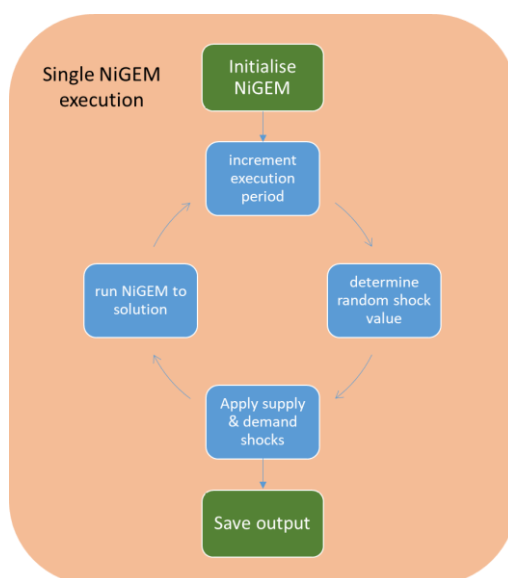 Single NiGEM
execution
Initialise
NiGEM
increment
execution
period
determine
random shock
value
Apply supply
& demand
shocks
run NiGEM to
solution
Save output